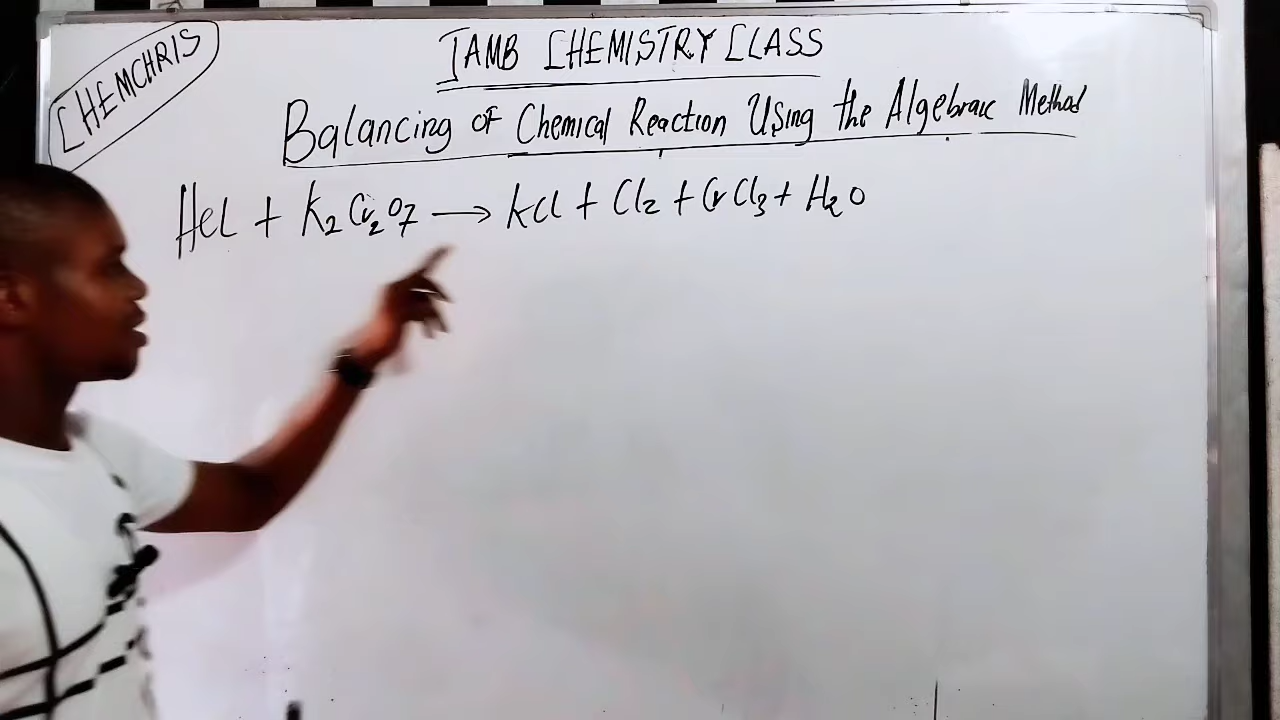 CHEMCHRIS
JAMB CHEMISTRY CLASS
Balancing of Chemical Reaction Using the Algebraic Method
HCl + K₂Cr₂O₇ → KCl + Cl₂ + CrCl₃ + H₂O